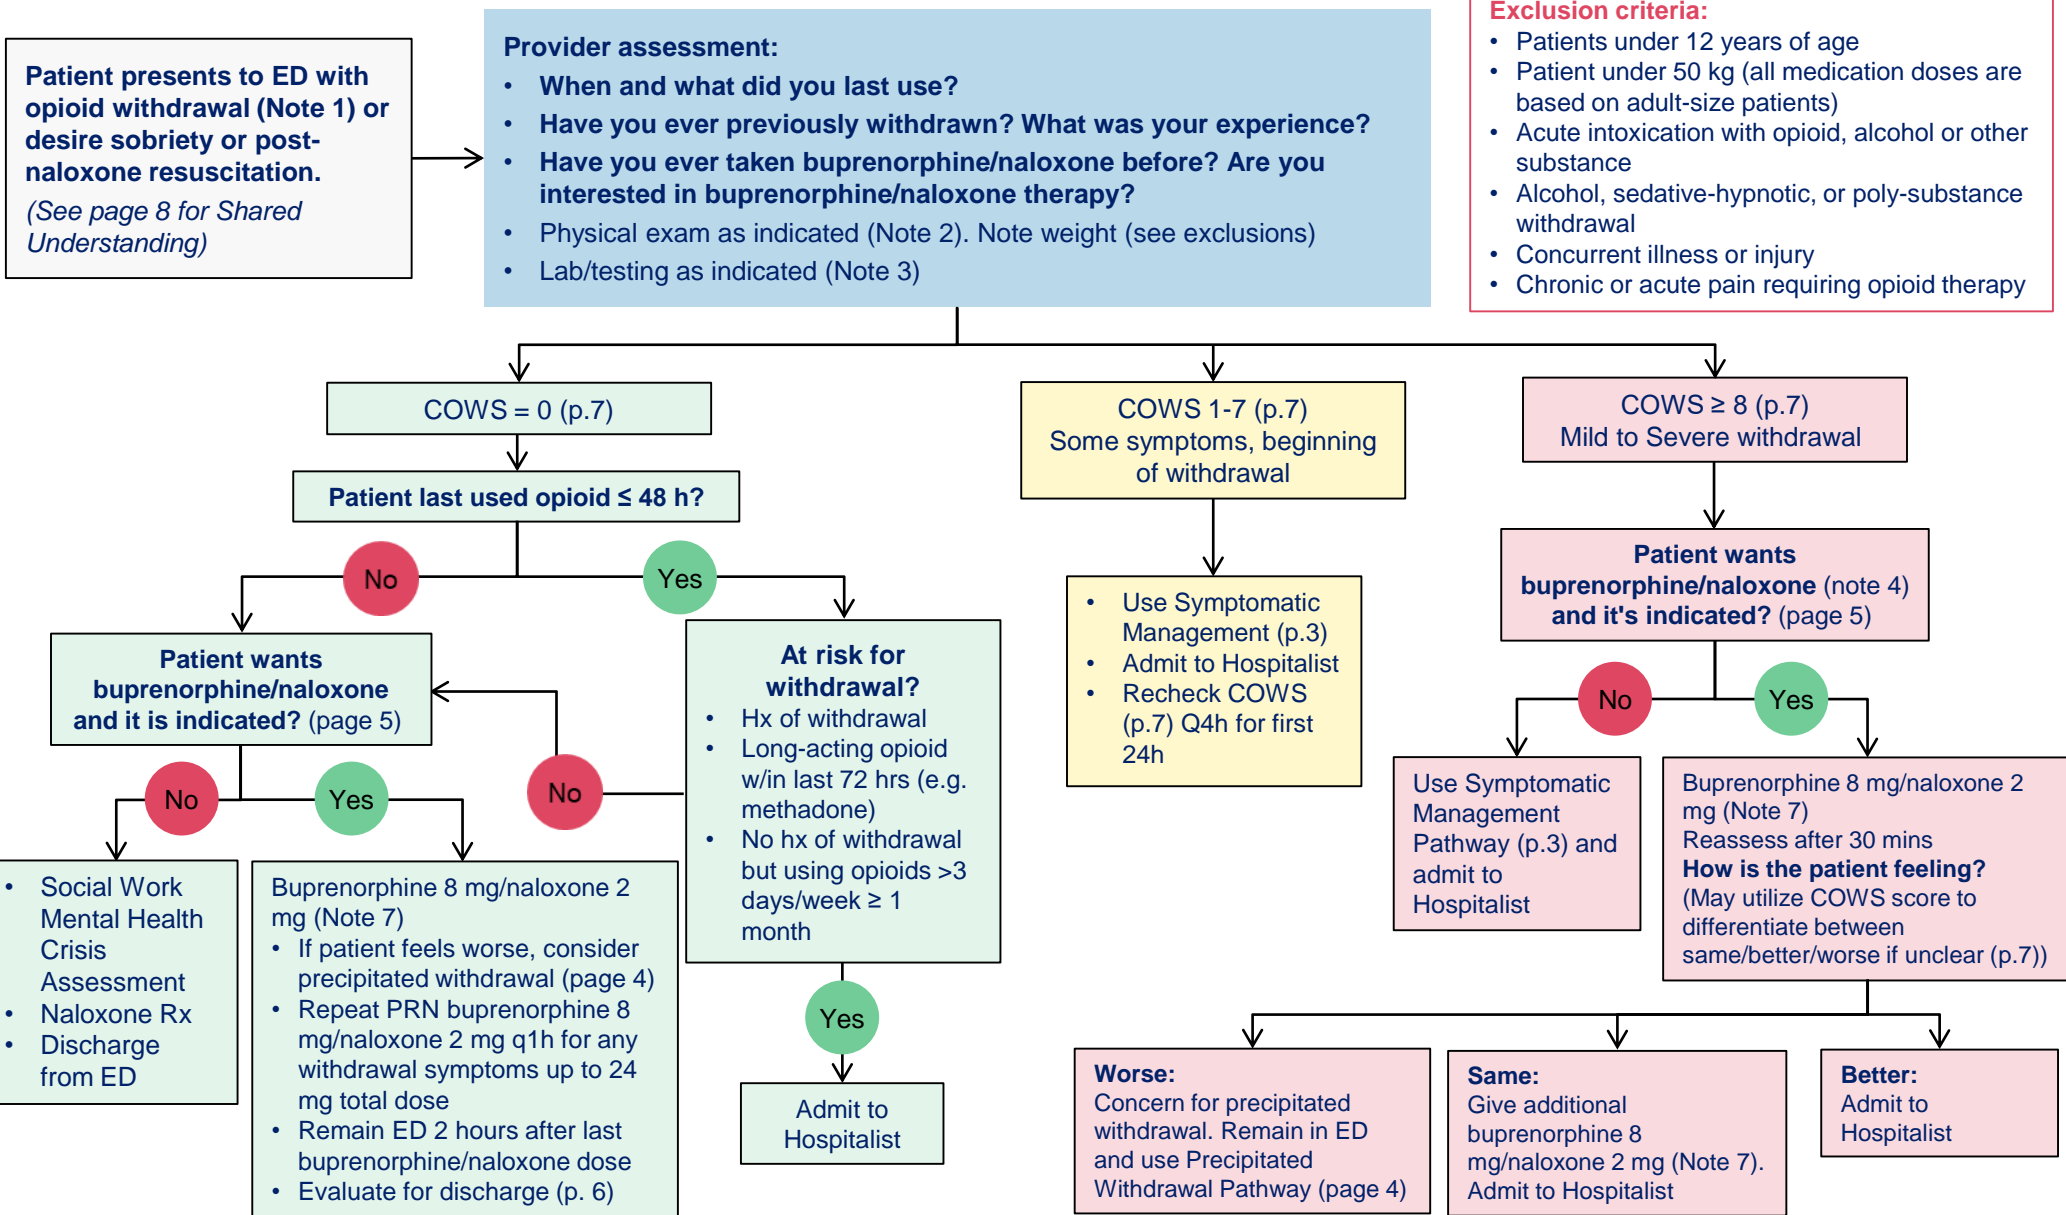 Patient presents to ED with
opioid withdrawal (Note 1) or
desire sobriety or post-
naloxone resuscitation.
(See page 8 for Shared
Understanding)
Provider assessment:
• When and what did you last use?
• Have you ever previously withdrawn? What was your experience?
• Have you ever taken buprenorphine/naloxone before? Are you
interested in buprenorphine/naloxone therapy?
• Physical exam as indicated (Note 2). Note weight (see exclusions)
• Lab/testing as indicated (Note 3)
Exclusion criteria:
• Patients under 12 years of age
• Patient under 50 kg (all medication doses are
based on adult-size patients)
• Acute intoxication with opioid, alcohol or other
substance
• Alcohol, sedative-hypnotic, or poly-substance
withdrawal
• Concurrent illness or injury
• Chronic or acute pain requiring opioid therapy
COWS = 0 (p.7)
Patient last used opioid ≤ 48 h?
No
Yes
Patient wants
buprenorphine/naloxone
and it is indicated? (page 5)
No
Yes
• Social Work
Mental Health
Crisis
Assessment
• Naloxone Rx
• Discharge
from ED
Buprenorphine 8 mg/naloxone 2
mg (Note 7)
• If patient feels worse, consider
precipitated withdrawal (page 4)
• Repeat PRN buprenorphine 8
mg/naloxone 2 mg q1h for any
withdrawal symptoms up to 24
mg total dose
• Remain ED 2 hours after last
buprenorphine/naloxone dose
• Evaluate for discharge (p. 6)
At risk for
withdrawal?
• Hx of withdrawal
• Long-acting opioid
w/in last 72 hrs (e.g.
methadone)
• No hx of withdrawal
but using opioids >3
days/week ≥ 1
month
No
Yes
Admit to
Hospitalist
COWS 1-7 (p.7)
Some symptoms, beginning
of withdrawal
• Use Symptomatic
Management (p.3)
• Admit to Hospitalist
• Recheck COWS
(p.7) Q4h for first
24h
COWS ≥ 8 (p.7)
Mild to Severe withdrawal
Patient wants
buprenorphine/naloxone (note 4)
and it's indicated? (page 5)
No
Yes
Use Symptomatic
Management
Pathway (p.3) and
admit to
Hospitalist
Buprenorphine 8 mg/naloxone 2
mg (Note 7)
Reassess after 30 mins
How is the patient feeling?
(May utilize COWS score to
differentiate between
same/better/worse if unclear (p.7))
Worse:
Concern for precipitated
withdrawal. Remain in ED
and use Precipitated
Withdrawal Pathway (page 4)
Same:
Give additional
buprenorphine 8
mg/naloxone 2 mg (Note 7).
Admit to Hospitalist
Better:
Admit to
Hospitalist